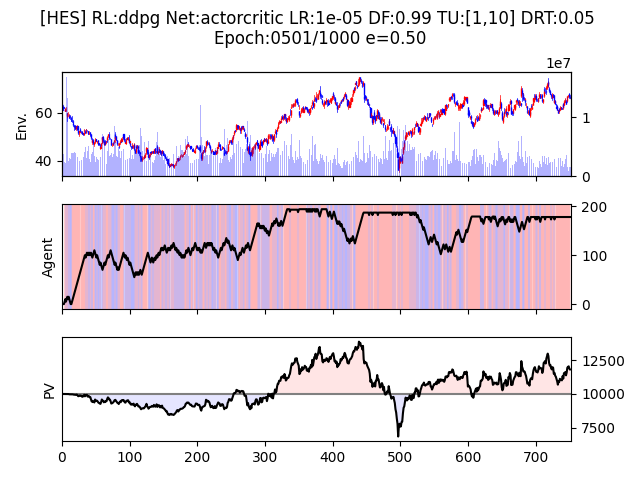 [HES] RL:ddpg Net:actorcritic LR:1e-05 DF:0.99 TU:[1,10] DRT:0.05
Epoch:0501/1000 e=0.50
1e7
Env.
60
40
1
0
Agent
200
100
0
PV
12500
10000
7500
0 100 200 300 400 500 600 700